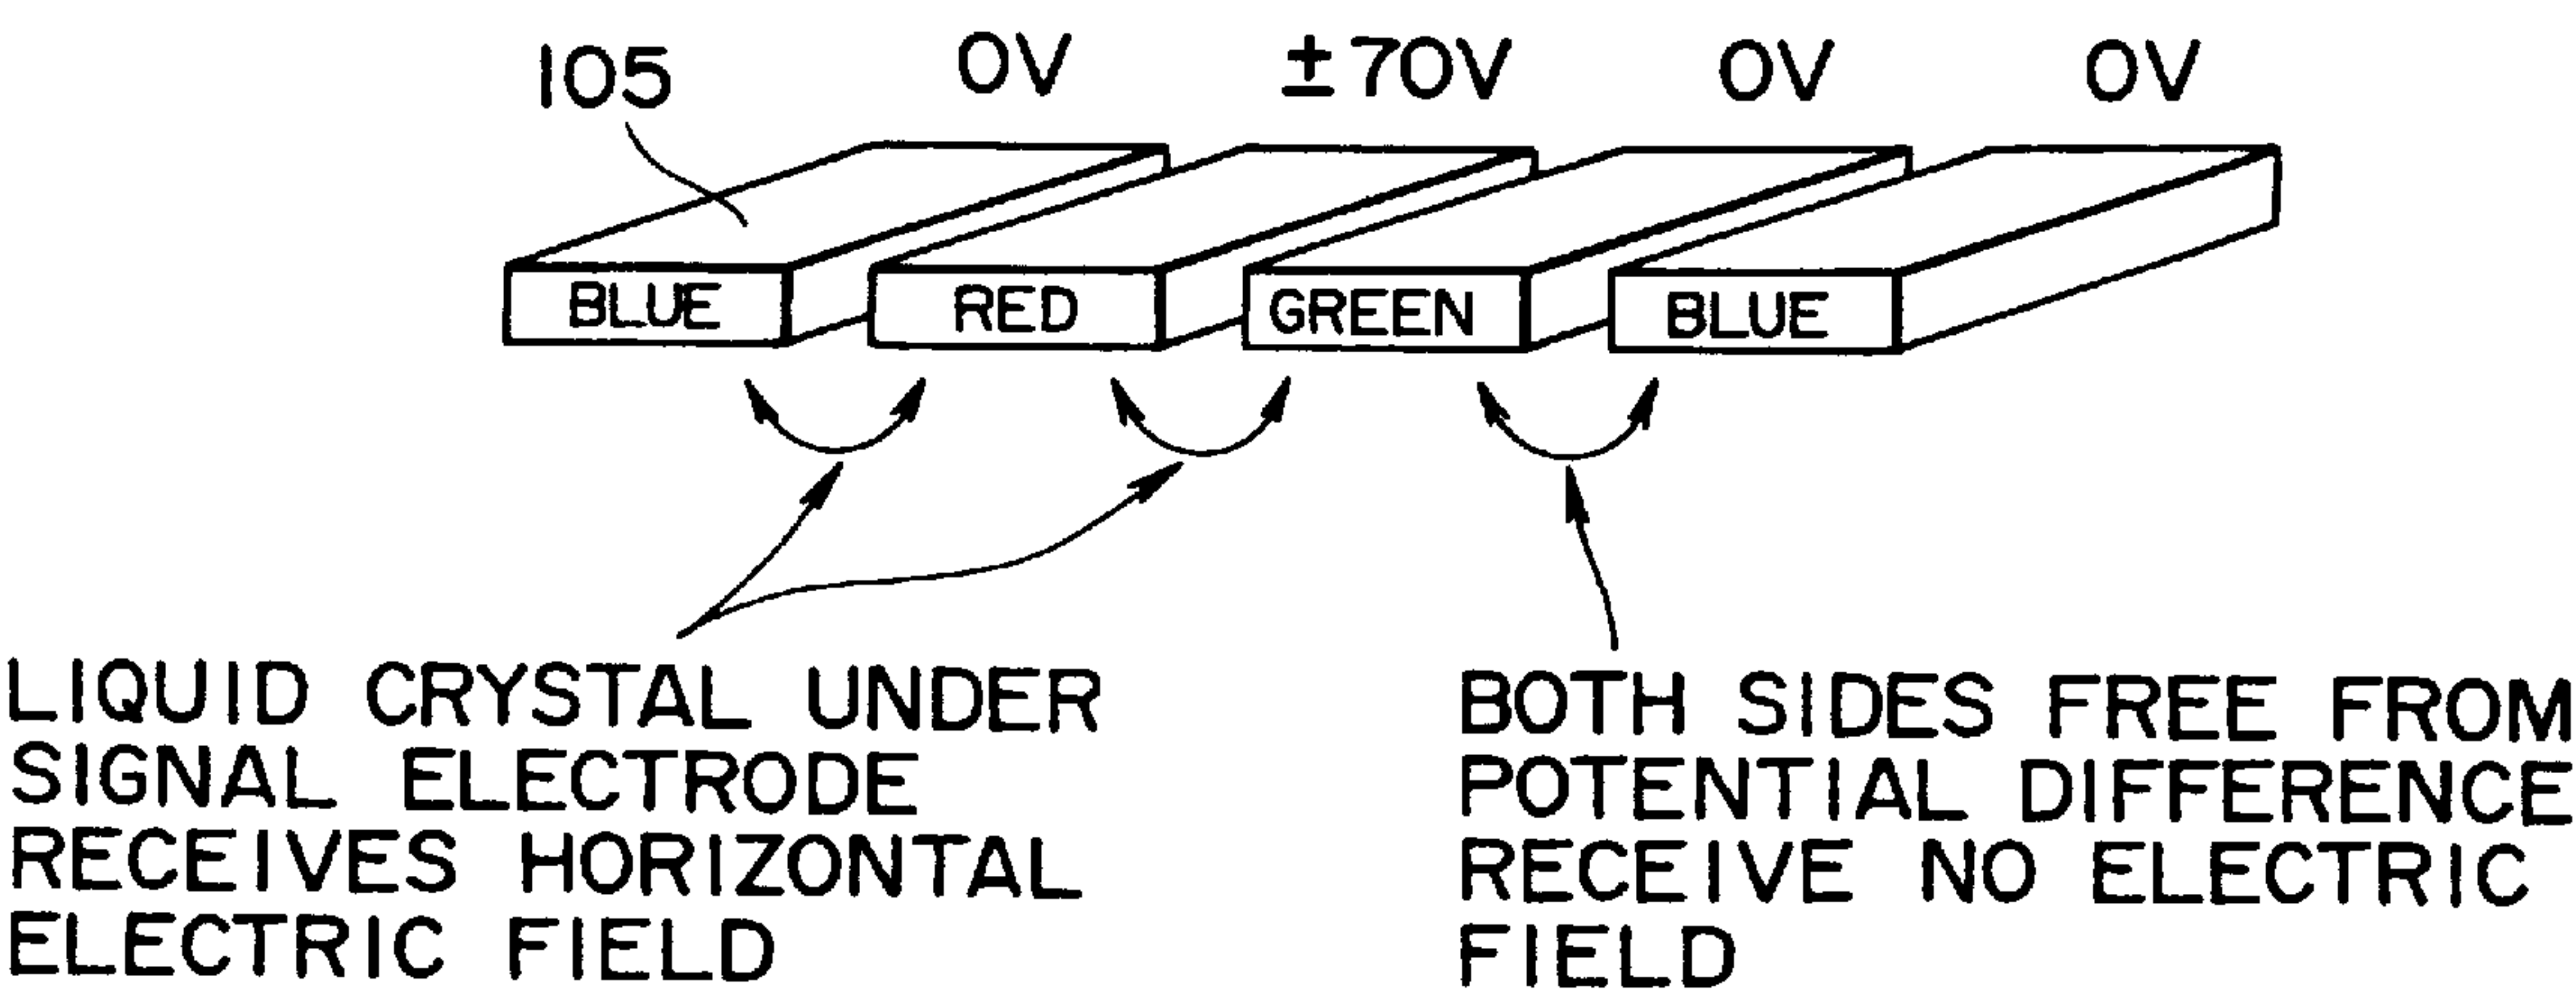 105 0V ±70V 0V 0V
BLUE RED GREEN BLUE
LIQUID CRYSTAL UNDER
SIGNAL ELECTRODE
RECEIVES HORIZONTAL
ELECTRIC FIELD
BOTH SIDES FREE FROM
POTENTIAL DIFFERENCE
RECEIVE NO ELECTRIC
FIELD